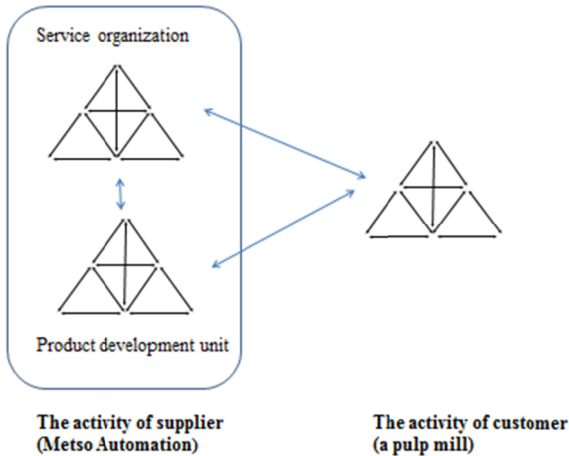 Service organization
Product development unit
The activity of supplier
(Metso Automation)
The activity of customer
(a pulp mill)